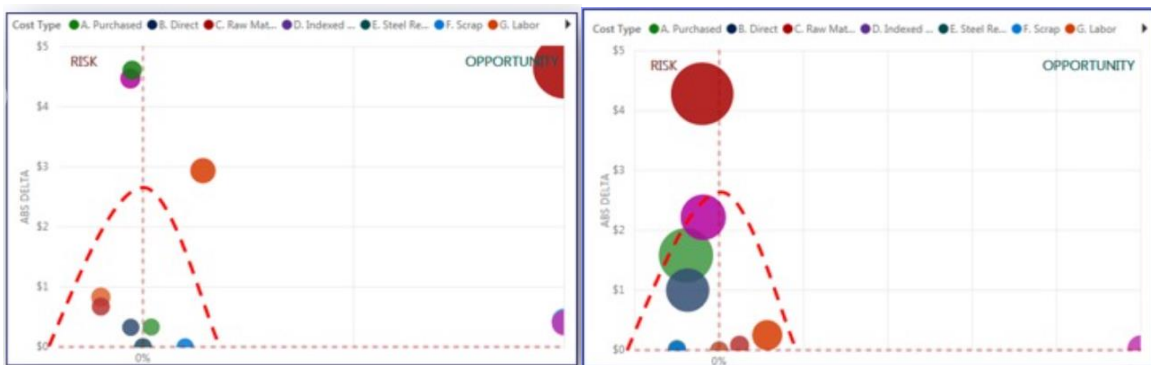 Cost Type A. Purchased B. Direct C. Raw Mat... D. Indexed ... E. Steel Re... F. Scrap G. Labor
$5
RISK
OPPORTUNITY
$4
$3
ABS DELTA
$2
$1
$0
0%
Cost Type A. Purchased B. Direct C. Raw Mat... D. Indexed ... E. Steel Re... F. Scrap G. Labor
$5
RISK
OPPORTUNITY
$4
$3
ABS DELTA
$2
$1
$0
0%